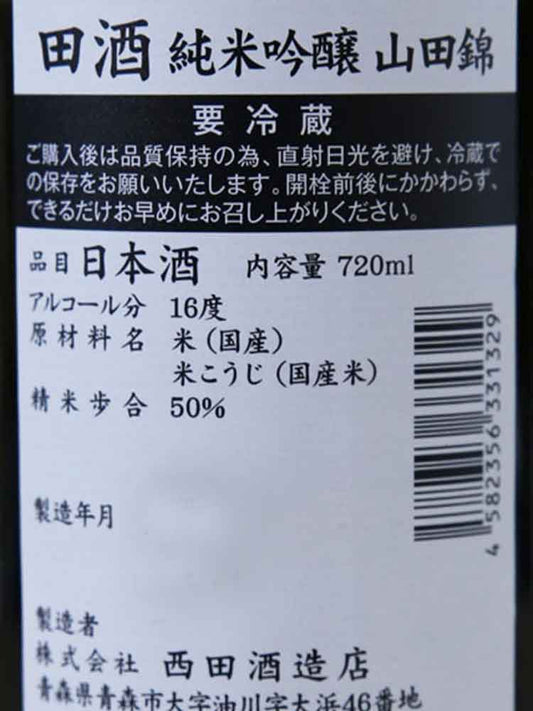 田酒 純米吟醸 山田錦
要冷蔵
ご購入後は品質保持の為、直射日光を避け、冷蔵で
の保存をお願いいたします。開栓前後にかかわらず、
できるだけお早めにお召し上がりください。
品目 日本酒 内容量 720ml
アルコール分 16度
原材料名 米(国産)
米こうじ(国産米)
精米歩合 50%
4582356331329
製造年月
製造者
株式会社 西田酒造店
青森県青森市大字油川字大浜46番地